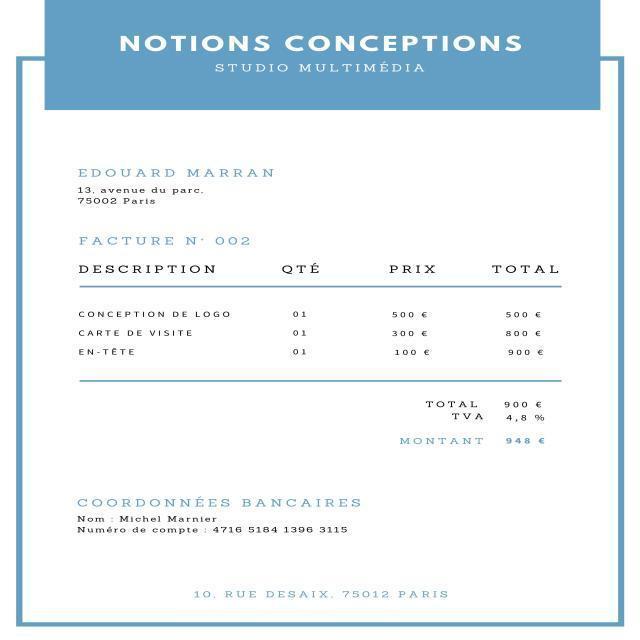 NOTIONS CONCEPTIONS
STUDIO MULTIMÉDIA
EDOUARD MARRAN
13, avenue du parc,
75002 Paris
FACTURE N° 002
DESCRIPTION QTÉ PRIX TOTAL
CONCEPTION DE LOGO 01 500 € 500 €
CARTE DE VISITE 01 300 € 800 €
EN-TÊTE 01 100 € 900 €
TOTAL 900 €
TVA 4,8 %
MONTANT 948 €
COORDONNÉES BANCAIRES
Nom : Michel Marnier
Numéro de compte : 4716 5184 1396 3115
10, RUE DESAIX, 75012 PARIS